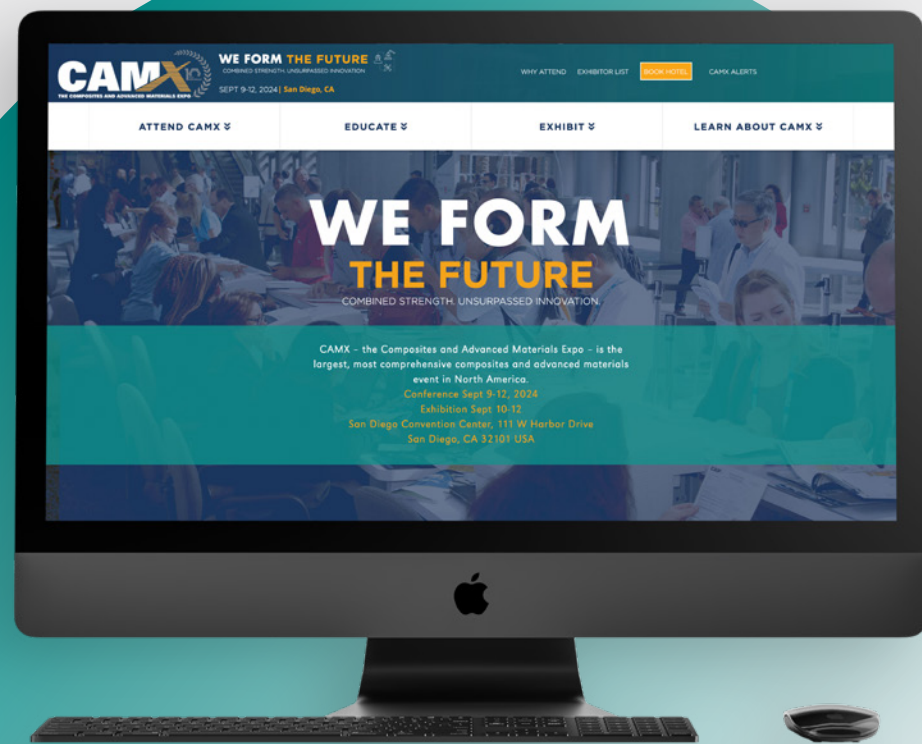 CAMX 10
THE COMPOSITES AND ADVANCED MATERIALS EXPO
WE FORM THE FUTURE
COMBINED STRENGTH. UNSURPASSED INNOVATION
SEPT 9-12, 2024 | San Diego, CA
WHY ATTEND EXHIBITOR LIST BOOK HOTEL CAMX ALERTS
ATTEND CAMX EDUCATE EXHIBIT LEARN ABOUT CAMX
WE FORM
THE FUTURE
COMBINED STRENGTH. UNSURPASSED INNOVATION.
CAMX – the Composites and Advanced Materials Expo – is the
largest, most comprehensive composites and advanced materials
event in North America.
Conference Sept 9-12, 2024
Exhibition Sept 10-12
San Diego Convention Center, 111 W Harbor Drive
San Diego, CA 32101 USA